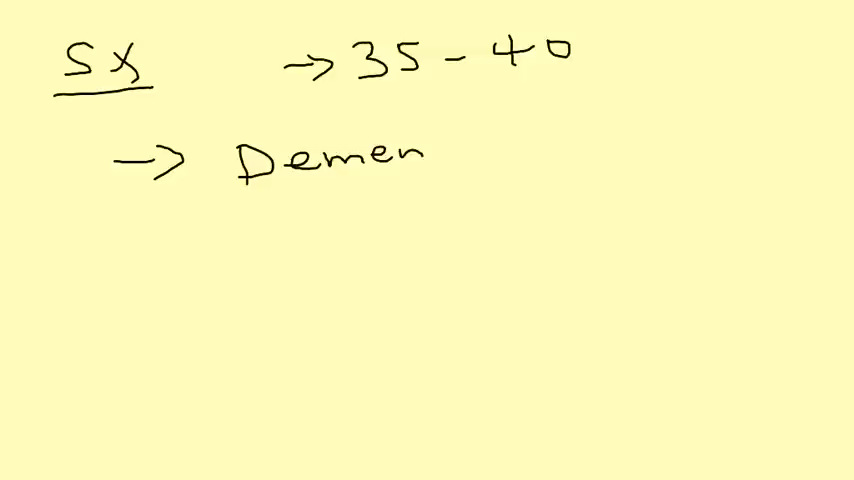 Sx → 35 - 40
→ Demen